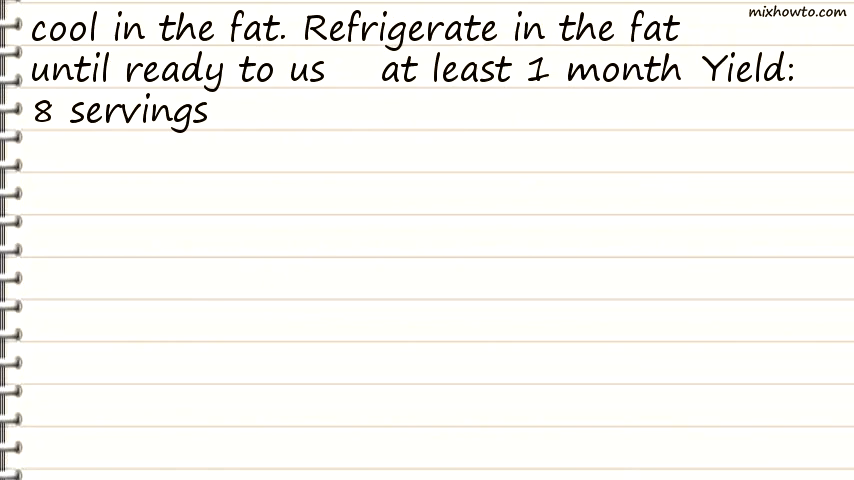 mixhowto.com
cool in the fat. Refrigerate in the fat
until ready to us at least 1 month Yield:
8 servings